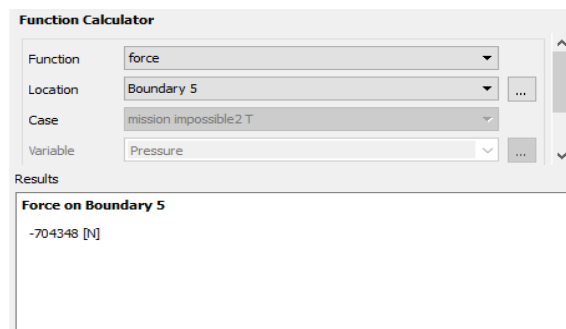 Function Calculator
Function force
Location Boundary 5 ...
Case mission impossible2 T
Variable Pressure ...
Results
Force on Boundary 5
-704348 [N]